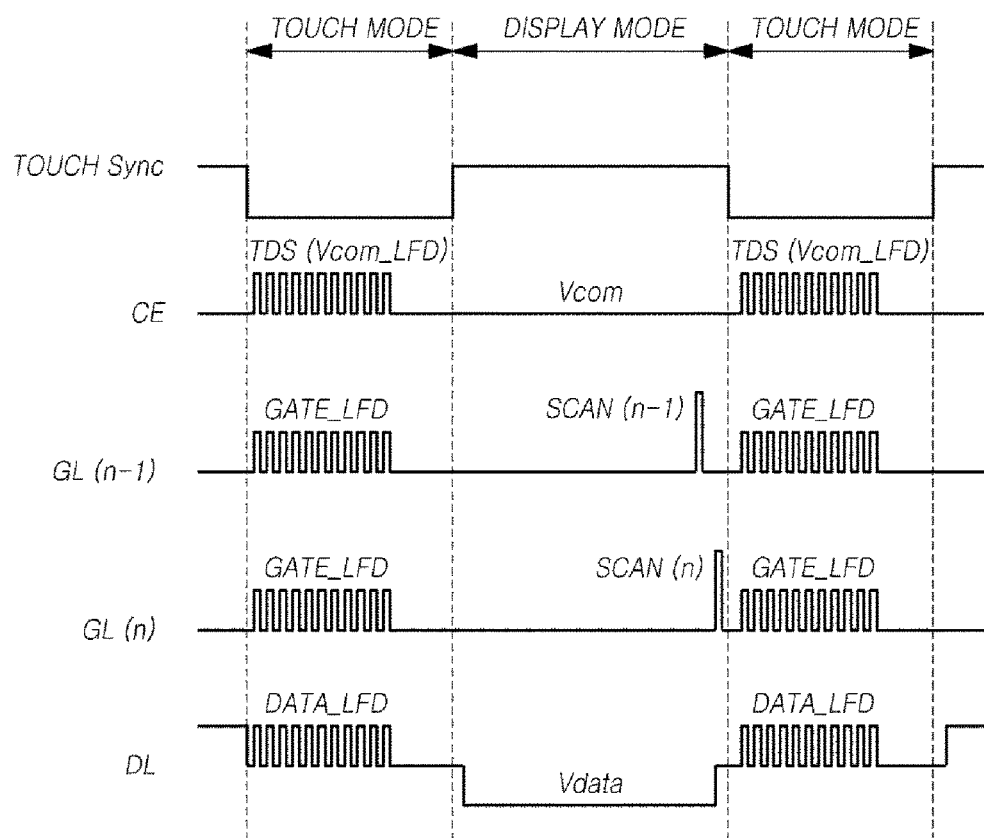 TOUCH MODE DISPLAY MODE TOUCH MODE
TOUCH Sync
TDS (Vcom_LFD) TDS (Vcom_LFD)
CE Vcom
GATE_LFD SCAN (n-1) GATE_LFD
GL (n-1)
GATE_LFD SCAN (n) GATE_LFD
GL (n)
DATA_LFD DATA_LFD
DL Vdata